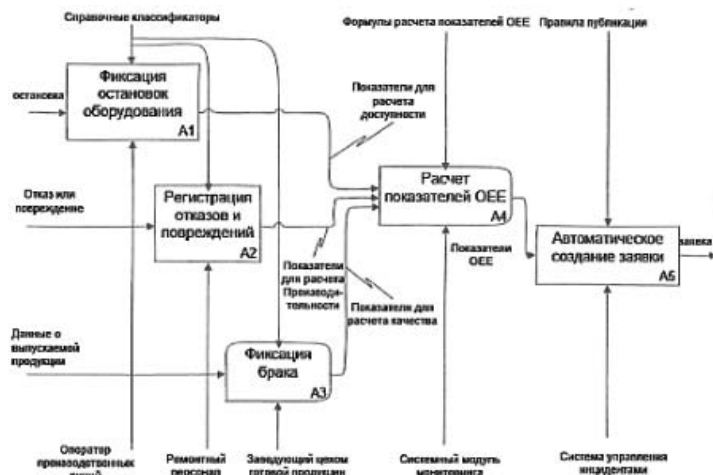 Справочные классификаторы
Формулы расчета показателей OEE
Правила публикации
Фиксация
остановок
оборудования
A1
остановка
Показатели для
расчета
доступности
Отказ или
повреждение
Регистрация
отказов и
повреждений
A2
Расчет
показателей OEE
A4
Показатели
OEE
Автоматическое
создание заявки
A5
заявка
Показатели
для расчета
Производи-
тельности
Показатели для
расчета качества
Данные о
выпускаемой
продукции
Фиксация
брака
A3
Оператор
производственных
линий
Ремонтный
персонал
Заведующий цехом
готовой продукции
Системный модуль
мониторинга
Система управления
инцидентами